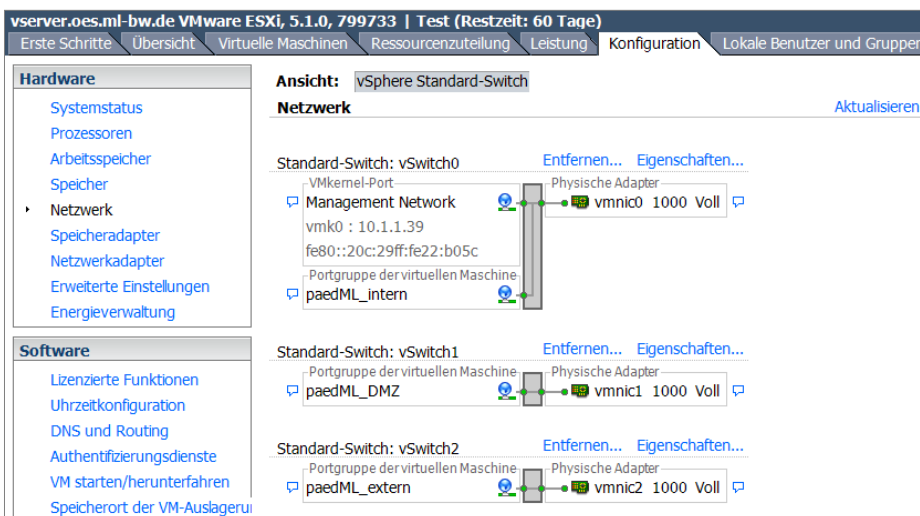 vserver.oes.ml-bw.de VMware ESXi, 5.1.0, 799733 | Test (Restzeit: 60 Tage)
Erste Schritte Übersicht Virtuelle Maschinen Ressourcenzuteilung Leistung Konfiguration Lokale Benutzer und Gruppen
Hardware
Systemstatus
Prozessoren
Arbeitsspeicher
Speicher
Netzwerk
Speicheradapter
Netzwerkadapter
Erweiterte Einstellungen
Energieverwaltung
Software
Lizenzierte Funktionen
Uhrzeitkonfiguration
DNS und Routing
Authentifizierungsdienste
VM starten/herunterfahren
Speicherort der VM-Auslageru
Ansicht: vSphere Standard-Switch
Netzwerk Aktualisieren
Standard-Switch: vSwitch0 Entfernen... Eigenschaften...
VMkernel-Port Physische Adapter
Management Network vmnic0 1000 Voll
vmk0 : 10.1.1.39
fe80::20c:29ff:fe22:b05c
Portgruppe der virtuellen Maschine
paedML_intern
Standard-Switch: vSwitch1 Entfernen... Eigenschaften...
Portgruppe der virtuellen Maschine Physische Adapter
paedML_DMZ vmnic1 1000 Voll
Standard-Switch: vSwitch2 Entfernen... Eigenschaften...
Portgruppe der virtuellen Maschine Physische Adapter
paedML_extern vmnic2 1000 Voll